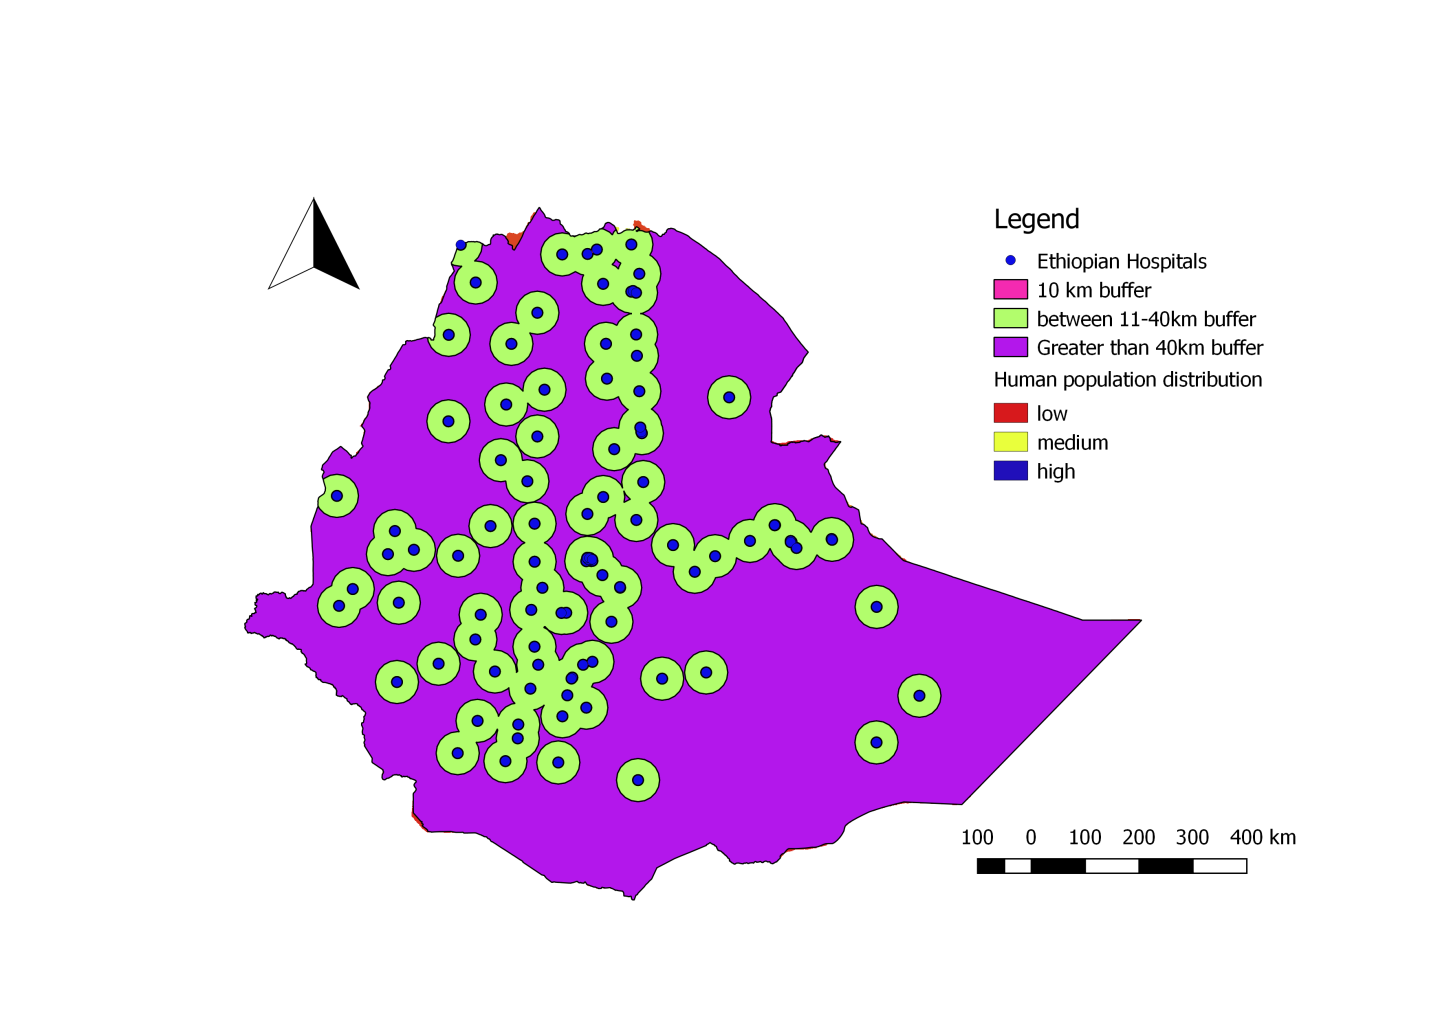 Legend
Ethiopian Hospitals
10 km buffer
between 11-40km buffer
Greater than 40km buffer
Human population distribution
low
medium
high
100 0 100 200 300 400 km